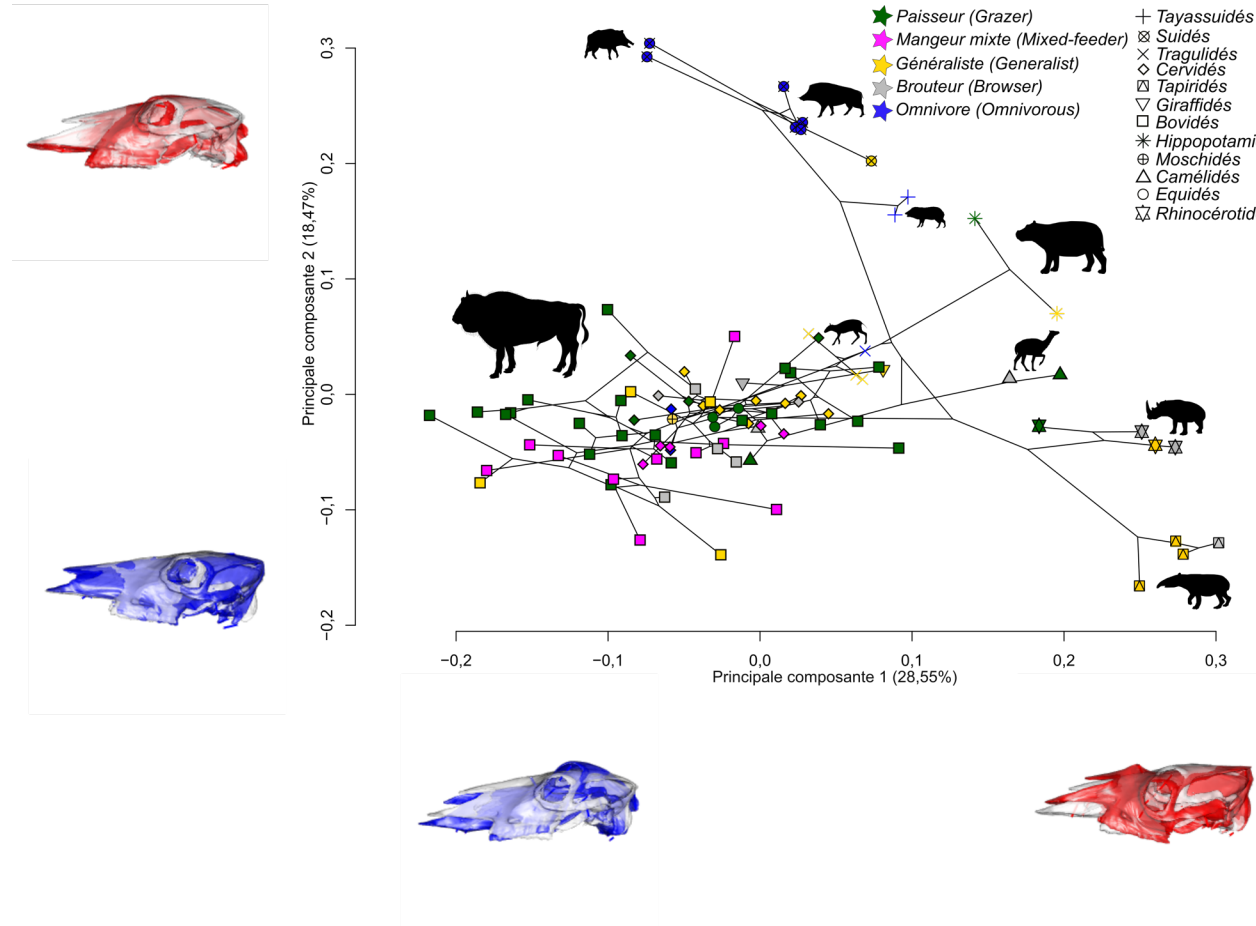 Paisseur (Grazer)
Mangeur mixte (Mixed-feeder)
Généraliste (Generalist)
Brouteur (Browser)
Omnivore (Omnivorous)
Tayassuidés
Suidés
Tragulidés
Cervidés
Tapiridés
Giraffidés
Bovidés
Hippopotami
Moschidés
Camélidés
Equidés
Rhinocérotid
Principale composante 2 (18,47%)
0,3
0,2
0,1
0,0
−0,1
−0,2
−0,2
−0,1
0,0
0,1
0,2
0,3
Principale composante 1 (28,55%)